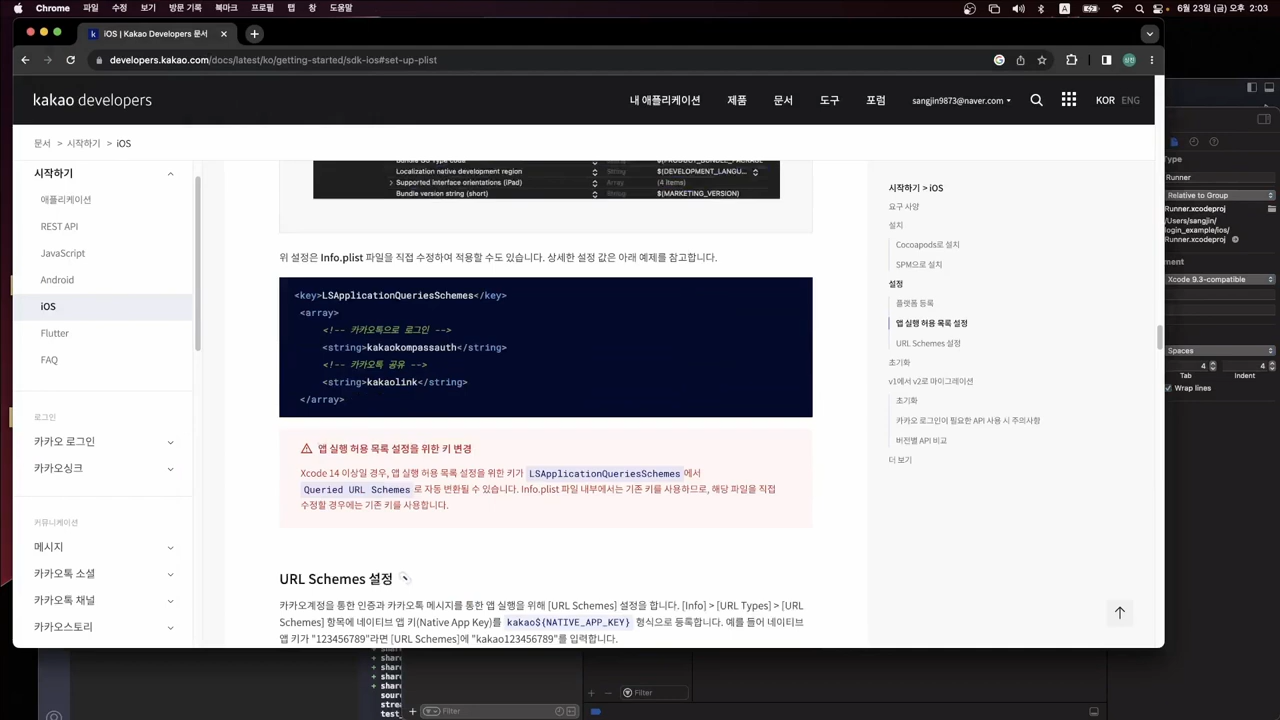 Chrome 파일 수정 보기 방문 기록 북마크 프로필 탭 창 도움말
A 6월 23일 (금) 오후 2:03
iOS | Kakao Developers 문서
developers.kakao.com/docs/latest/ko/getting-started/sdk-ios#set-up-plist
kakao developers
내 애플리케이션 제품 문서 도구 포럼 sangjin9873@naver.com KOR ENG
문서 > 시작하기 > iOS
시작하기
애플리케이션
REST API
JavaScript
Android
iOS
Flutter
FAQ
로그인
카카오 로그인
카카오싱크
커뮤니케이션
메시지
카카오톡 소셜
카카오톡 채널
카카오스토리
Localization native development region String $(DEVELOPMENT_LANGU...
Supported interface orientations (iPad) Array (4 items)
Bundle version string (short) String $(MARKETING_VERSION)
위 설정은 Info.plist 파일을 직접 수정하여 적용할 수도 있습니다. 상세한 설정 값은 아래 예제를 참고합니다.
<key>LSApplicationQueriesSchemes</key>
<array>
<!-- 카카오톡으로 로그인 -->
<string>kakaokompassauth</string>
<!-- 카카오톡 공유 -->
<string>kakaolink</string>
</array>
앱 실행 허용 목록 설정을 위한 키 변경
Xcode 14 이상일 경우, 앱 실행 허용 목록 설정을 위한 키가 LSApplicationQueriesSchemes 에서
Queried URL Schemes 로 자동 변환될 수 있습니다. Info.plist 파일 내부에서는 기존 키를 사용하므로, 해당 파일을 직접
수정할 경우에는 기존 키를 사용합니다.
URL Schemes 설정
카카오계정을 통한 인증과 카카오톡 메시지를 통한 앱 실행을 위해 [URL Schemes] 설정을 합니다. [Info] > [URL Types] > [URL
Schemes] 항목에 네이티브 앱 키(Native App Key)를 kakao${NATIVE_APP_KEY} 형식으로 등록합니다. 예를 들어 네이티브
앱 키가 "123456789"라면 [URL Schemes]에 "kakao123456789"를 입력합니다.
시작하기 > iOS
요구 사양
설치
Cocoapods로 설치
SPM으로 설치
설정
플랫폼 등록
앱 실행 허용 목록 설정
URL Schemes 설정
초기화
v1에서 v2로 마이그레이션
초기화
카카오 로그인이 필요한 API 사용 시 주의사항
버전별 API 비교
더 보기
Type
Runner
Relative to Group
Runner.xcodeproj
/Users/sangjin/
login_example/ios/
Runner.xcodeproj
ment
Xcode 9.3-compatible
Spaces
4 4
Tab Indent
Wrap lines
+ shar
+ shar
+ shar
sour
strea
test_
Filter
Filter